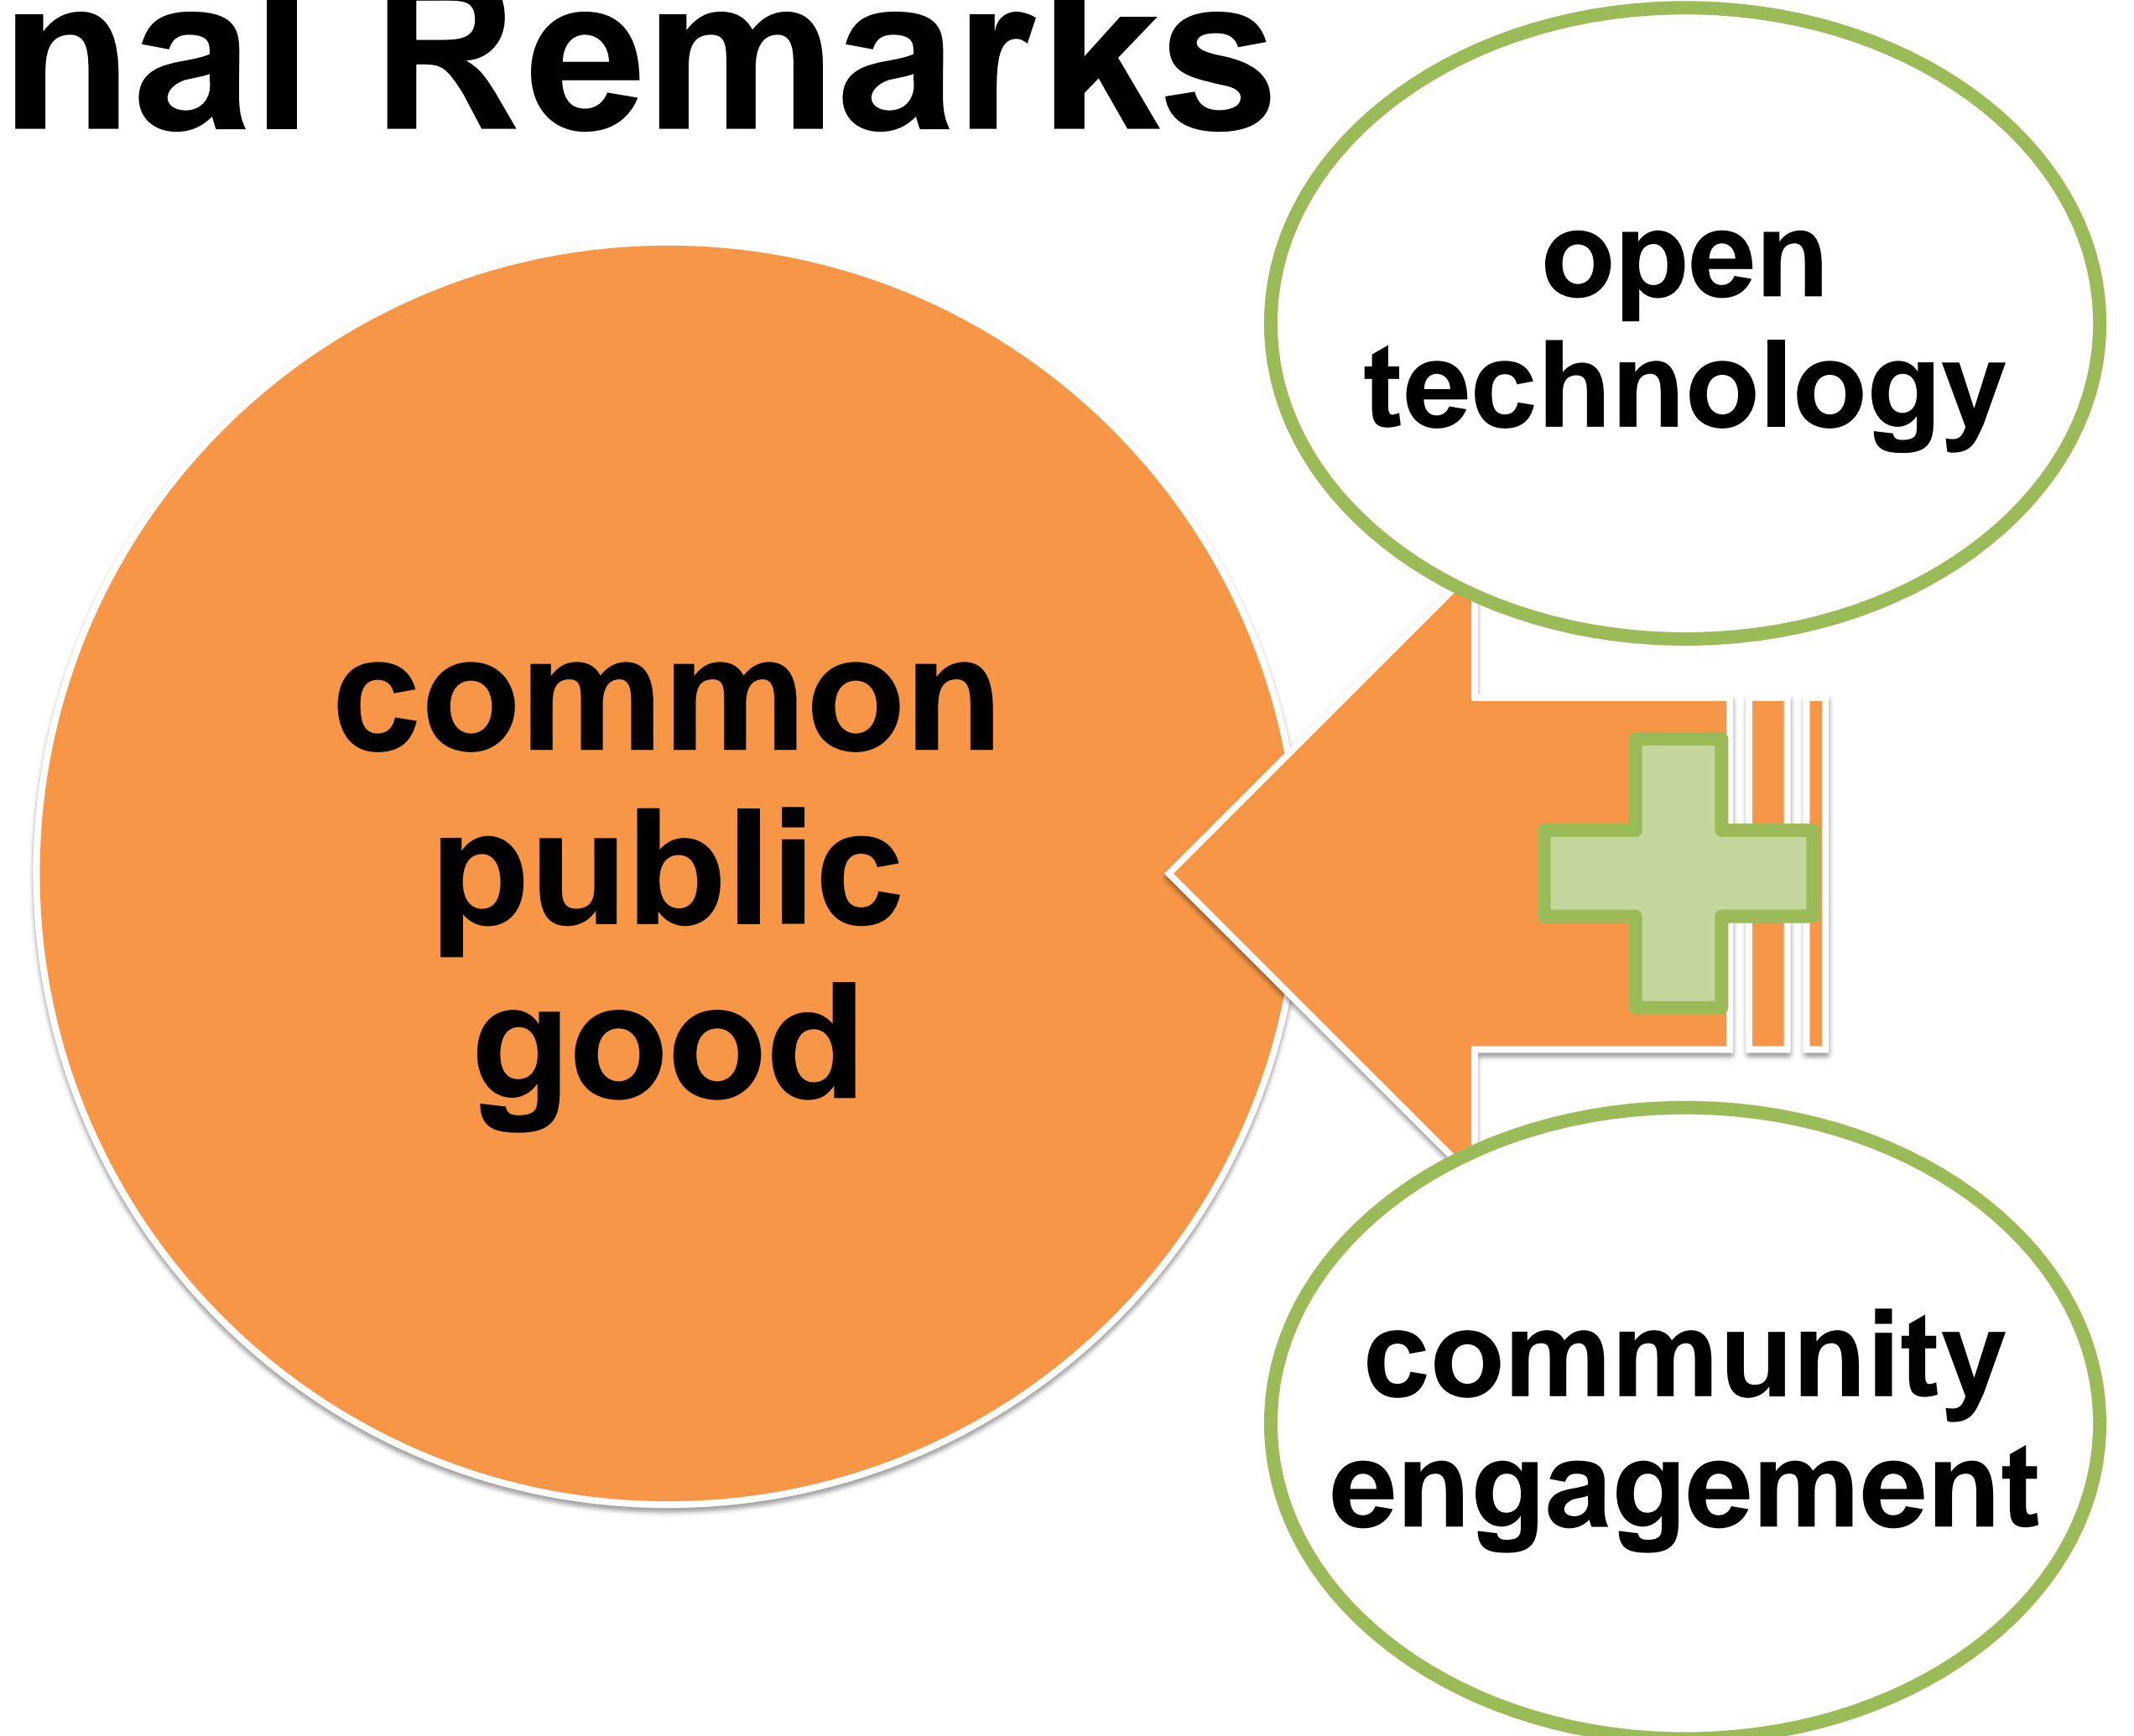 nal Remarks
open
technology
common
public
good
community
engagement